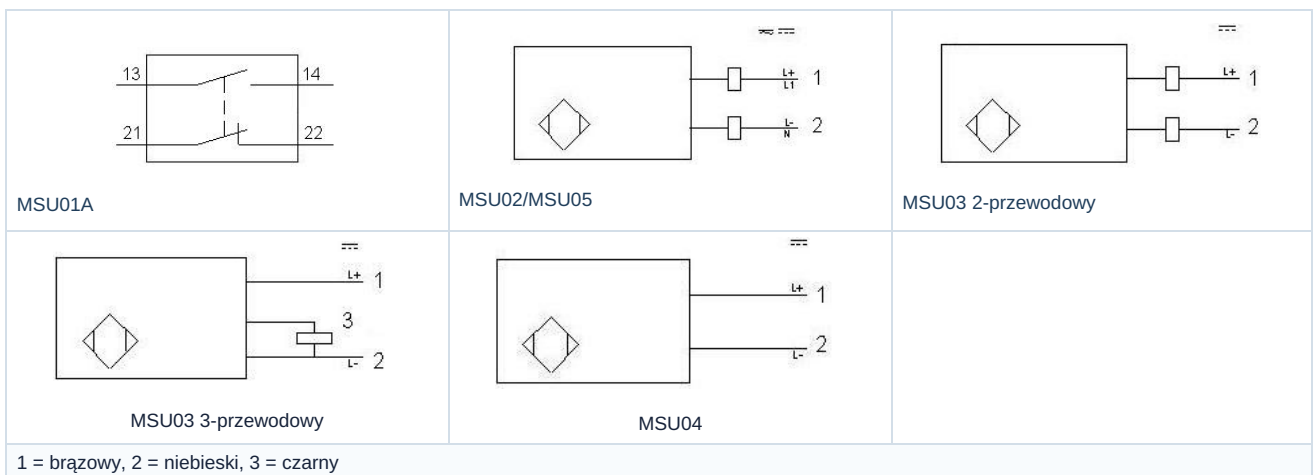 13 14
21 22
MSU01A
L+ 1
L1
L- 2
N
MSU02/MSU05
L+ 1
L- 2
MSU03 2-przewodowy
L+ 1
3
L- 2
MSU03 3-przewodowy
L+ 1
L- 2
MSU04
1 = brązowy, 2 = niebieski, 3 = czarny